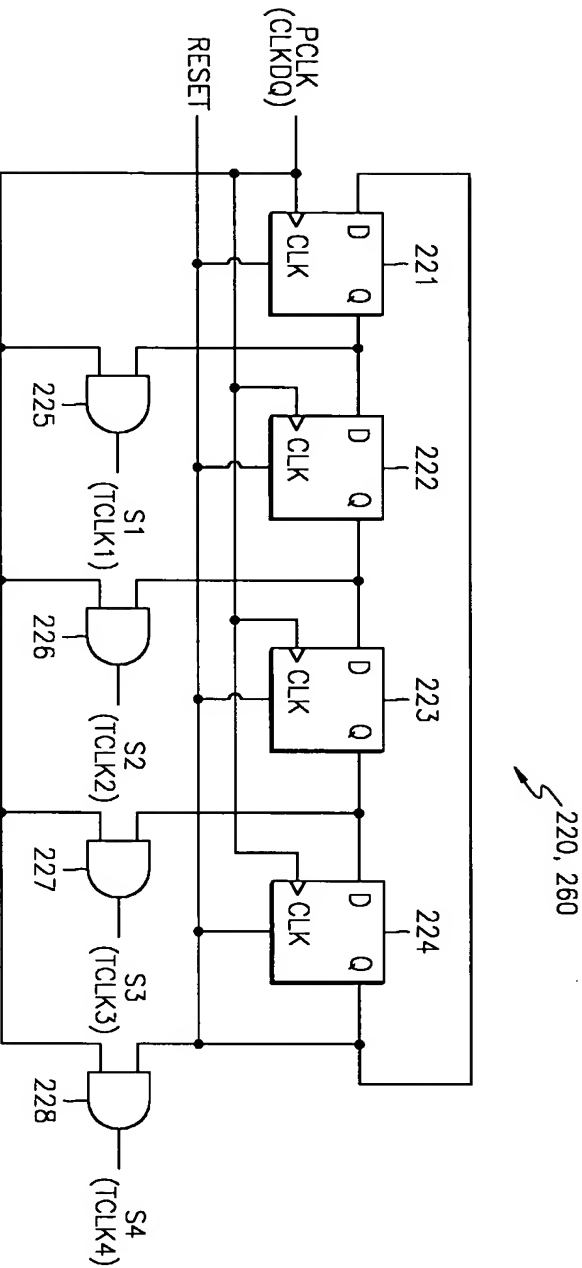 220, 260
PCLK
(CLKDQ)
RESET
221
D
Q
CLK
222
D
Q
CLK
223
D
Q
CLK
224
D
Q
CLK
225
S1
(TCLK1)
226
S2
(TCLK2)
227
S3
(TCLK3)
228
S4
(TCLK4)